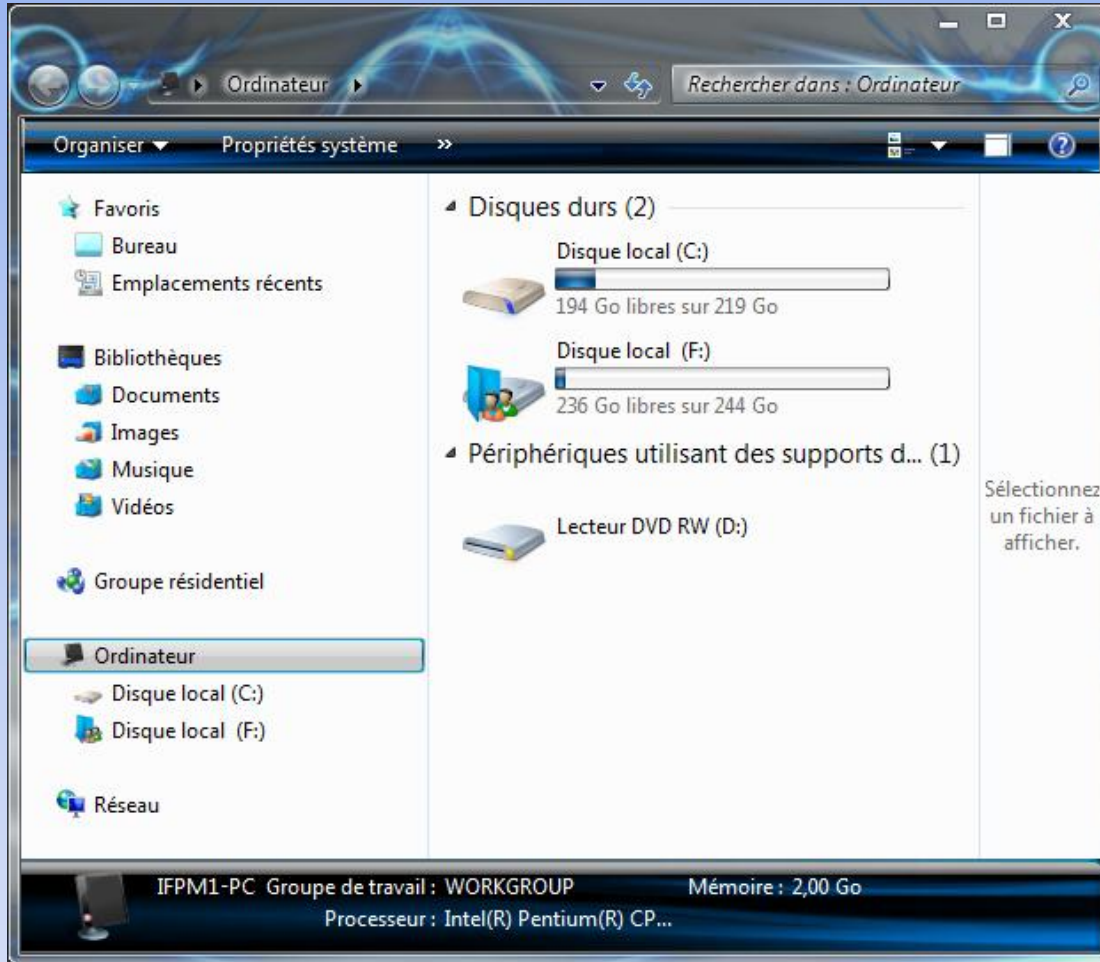 Ordinateur
Rechercher dans : Ordinateur
Organiser
Propriétés système
»
Favoris
Bureau
Emplacements récents
Bibliothèques
Documents
Images
Musique
Vidéos
Groupe résidentiel
Ordinateur
Disque local (C:)
Disque local (F:)
Réseau
Disques durs (2)
Disque local (C:)
194 Go libres sur 219 Go
Disque local (F:)
236 Go libres sur 244 Go
Périphériques utilisant des supports d... (1)
Lecteur DVD RW (D:)
Sélectionnez
un fichier à
afficher.
IFPM1-PC Groupe de travail : WORKGROUP Mémoire : 2,00 Go
Processeur : Intel(R) Pentium(R) CP...